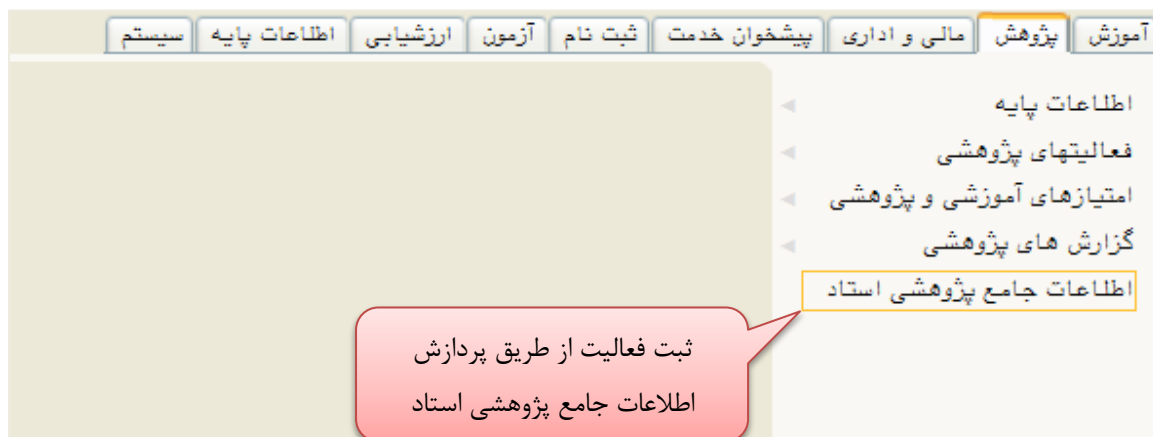 آموزش پژوهش مالی و اداری پیشخوان خدمت ثبت نام آزمون ارزشیابی اطلاعات پایه سیستم
اطلاعات پایه
فعالیتهای پژوهشی
امتیازهای آموزشی و پژوهشی
گزارش های پژوهشی
اطلاعات جامع پژوهشی استاد
ثبت فعالیت از طریق پردازش
اطلاعات جامع پژوهشی استاد